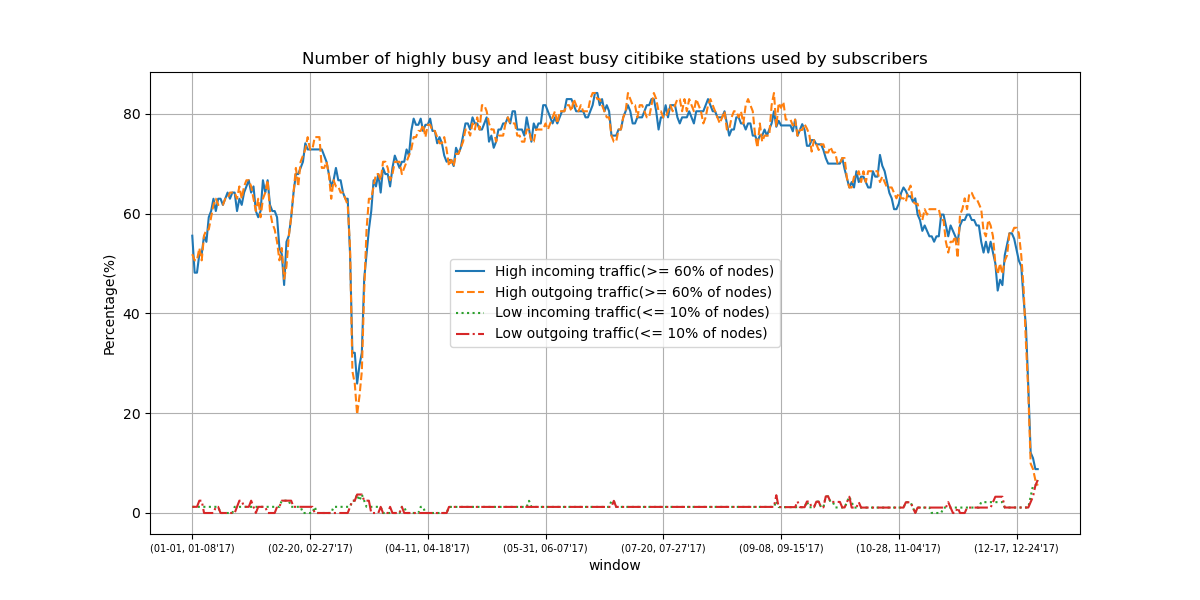 Number of highly busy and least busy citibike stations used by subscribers
Percentage(%)
80
60
40
20
0
High incoming traffic(>= 60% of nodes)
High outgoing traffic(>= 60% of nodes)
Low incoming traffic(<= 10% of nodes)
Low outgoing traffic(<= 10% of nodes)
(01-01, 01-08'17) (02-20, 02-27'17) (04-11, 04-18'17) (05-31, 06-07'17) (07-20, 07-27'17) (09-08, 09-15'17) (10-28, 11-04'17) (12-17, 12-24'17)
window